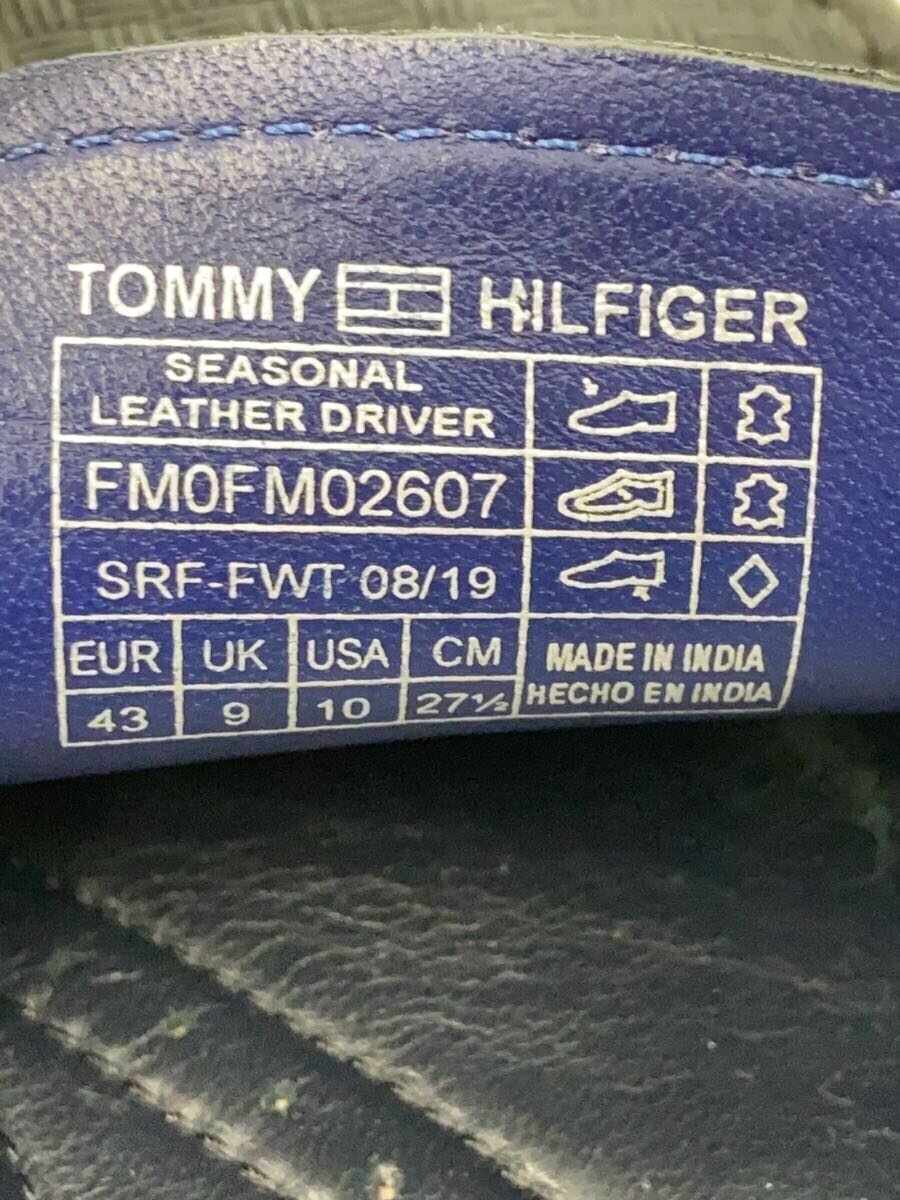 TOMMY HILFIGER
SEASONAL
LEATHER DRIVER
FM0FM02607
SRF-FWT 08/19
EUR UK USA CM
43 9 10 27½
MADE IN INDIA
HECHO EN INDIA